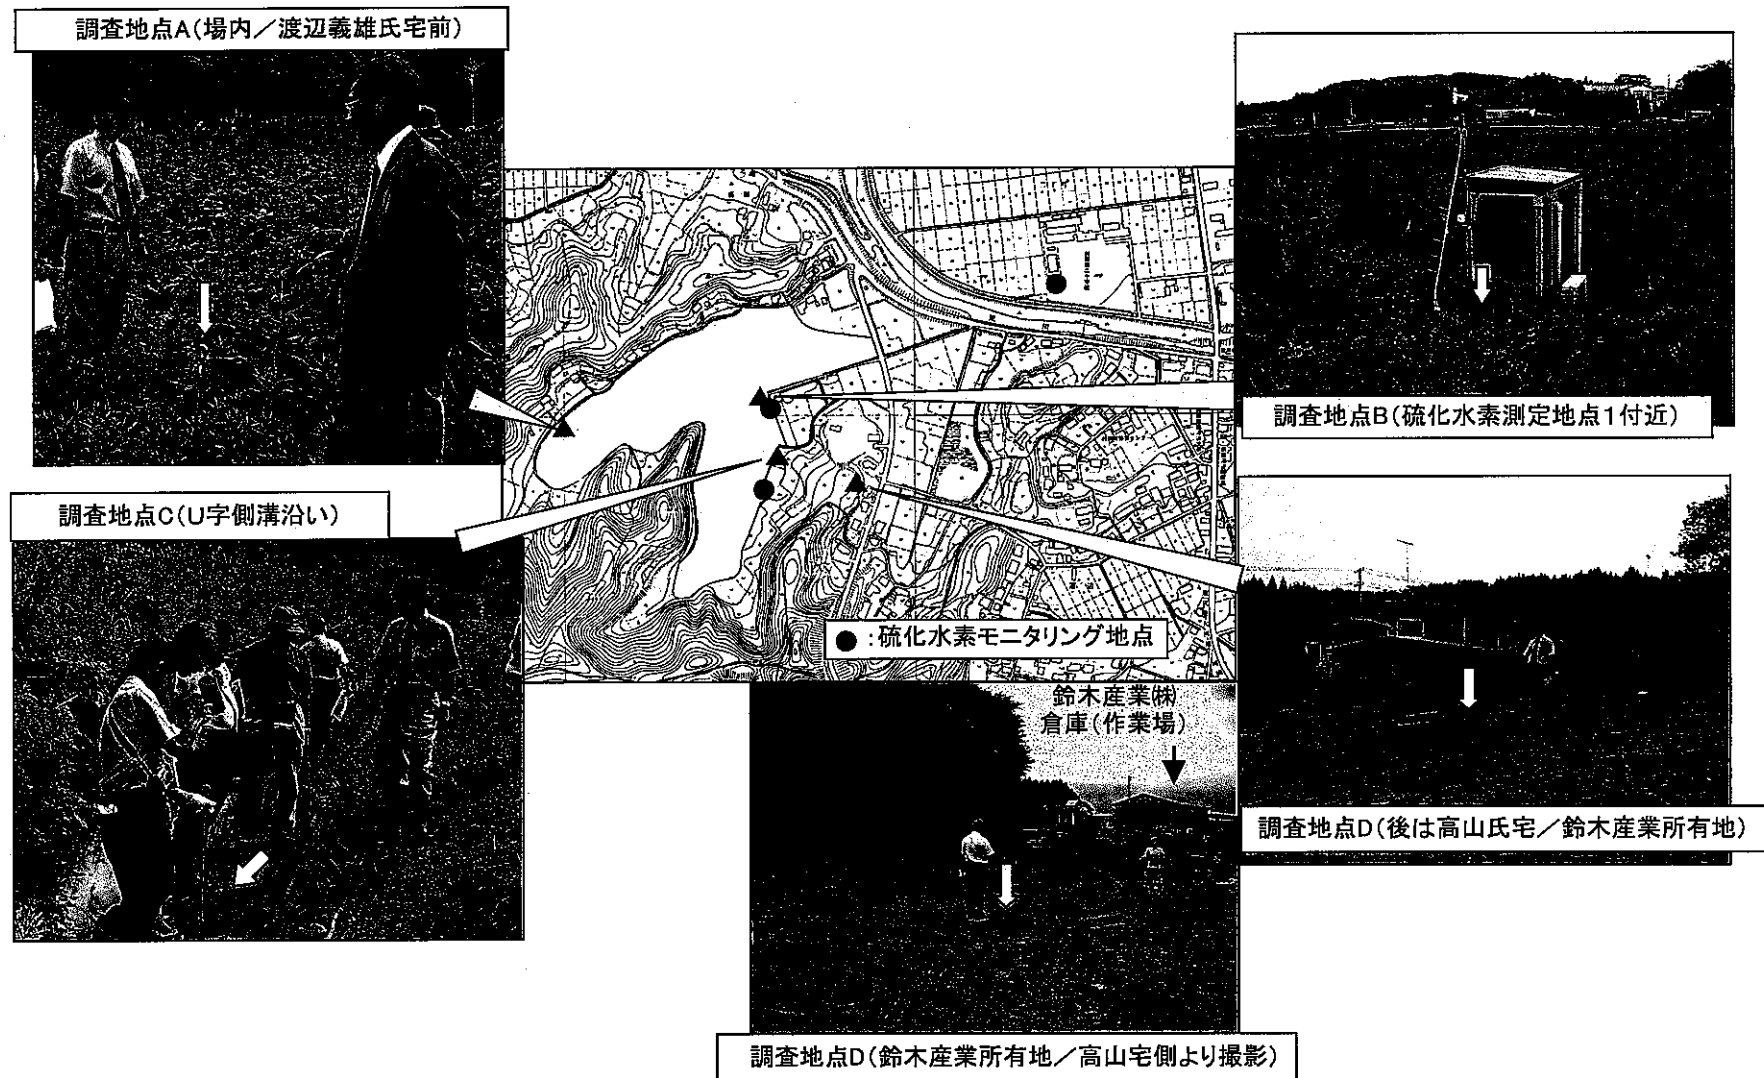 調査地点A(場内／渡辺義雄氏宅前)
調査地点B(硫化水素測定地点1付近)
調査地点C(U字側溝沿い)
●:硫化水素モニタリング地点
鈴木産業㈱
倉庫(作業場)
調査地点D(後は高山氏宅／鈴木産業所有地)
調査地点D(鈴木産業所有地／高山宅側より撮影)